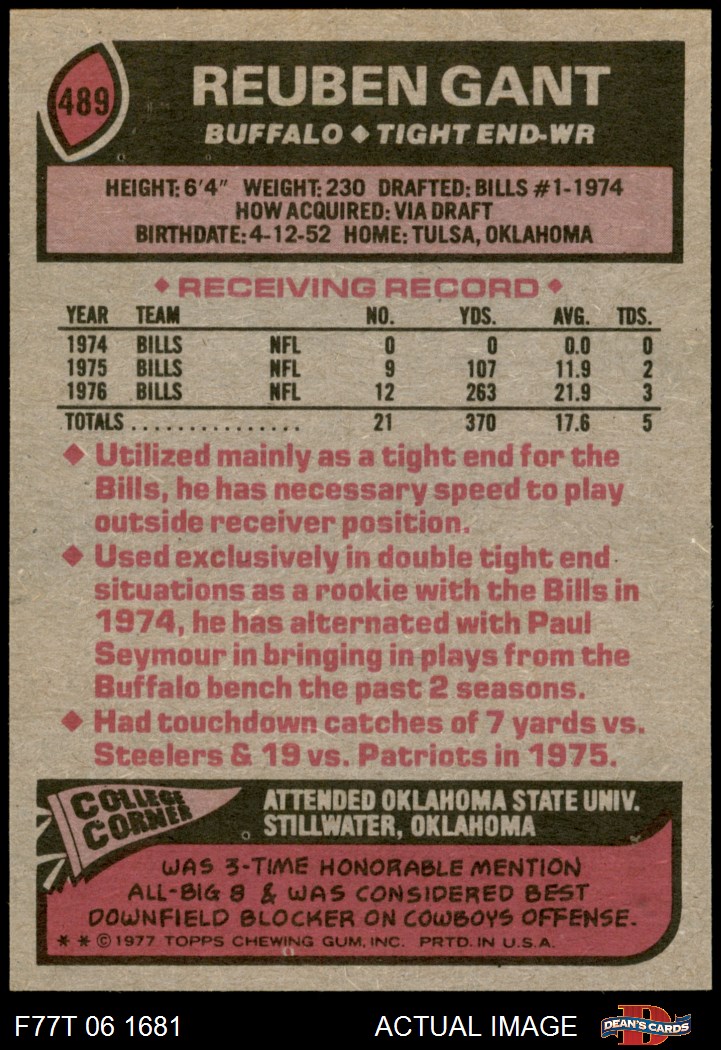 489
REUBEN GANT
BUFFALO ◆ TIGHT END-WR
HEIGHT: 6'4" WEIGHT: 230 DRAFTED: BILLS #1-1974
HOW ACQUIRED: VIA DRAFT
BIRTHDATE: 4-12-52 HOME: TULSA, OKLAHOMA
◆ RECEIVING RECORD ◆
YEAR TEAM NO. YDS. AVG. TDS.
1974 BILLS NFL 0 0 0.0 0
1975 BILLS NFL 9 107 11.9 2
1976 BILLS NFL 12 263 21.9 3
TOTALS ............... 21 370 17.6 5
◆ Utilized mainly as a tight end for the
Bills, he has necessary speed to play
outside receiver position.
◆ Used exclusively in double tight end
situations as a rookie with the Bills in
1974, he has alternated with Paul
Seymour in bringing in plays from the
Buffalo bench the past 2 seasons.
◆ Had touchdown catches of 7 yards vs.
Steelers & 19 vs. Patriots in 1975.
COLLEGE
CORNER
ATTENDED OKLAHOMA STATE UNIV.
STILLWATER, OKLAHOMA
WAS 3-TIME HONORABLE MENTION
ALL-BIG 8 & WAS CONSIDERED BEST
DOWNFIELD BLOCKER ON COWBOYS OFFENSE.
* * © 1977 TOPPS CHEWING GUM, INC. PRTD. IN U.S.A.
F77T 06 1681 ACTUAL IMAGE
D
DEAN'S CARDS